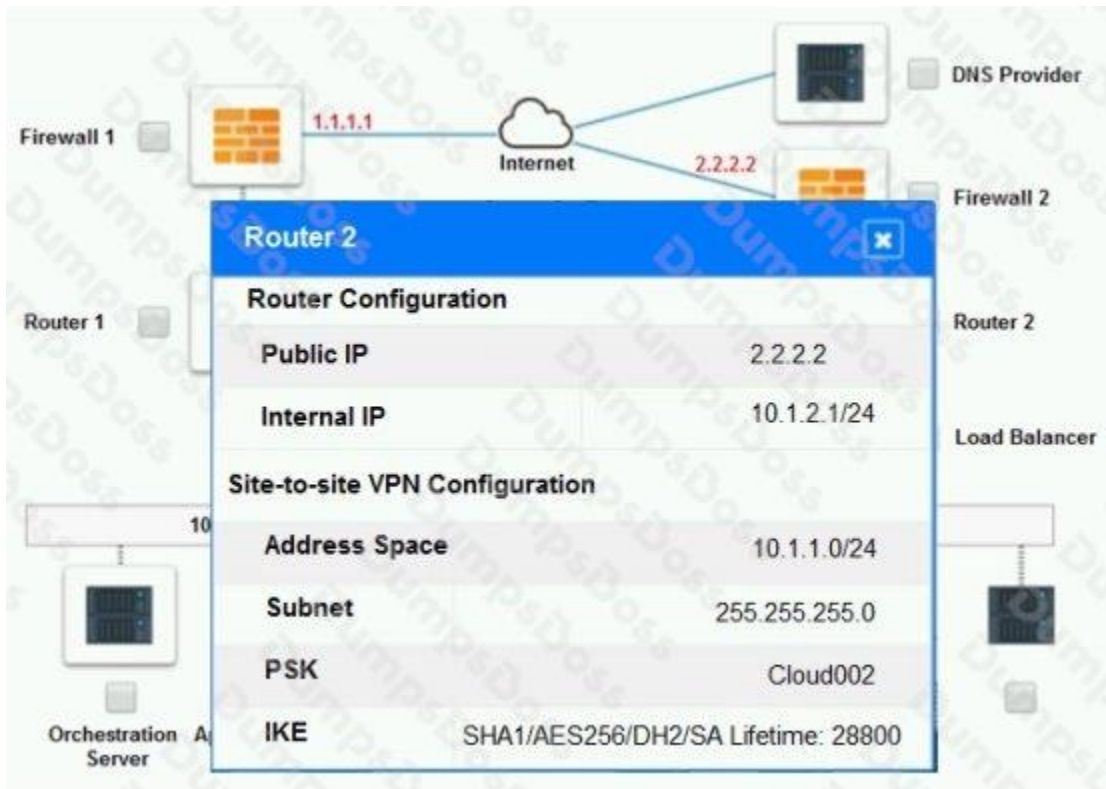 DNS Provider
Firewall 1
1.1.1.1
Internet
2.2.2.2
Firewall 2
Router 2
Router Configuration
Router 1
Router 2
Public IP 2.2.2.2
Internal IP 10.1.2.1/24
Load Balancer
Site-to-site VPN Configuration
10
Address Space 10.1.1.0/24
Subnet 255.255.255.0
PSK Cloud002
Orchestration
Server
A
IKE SHA1/AES256/DH2/SA Lifetime: 28800
DumpsDoss